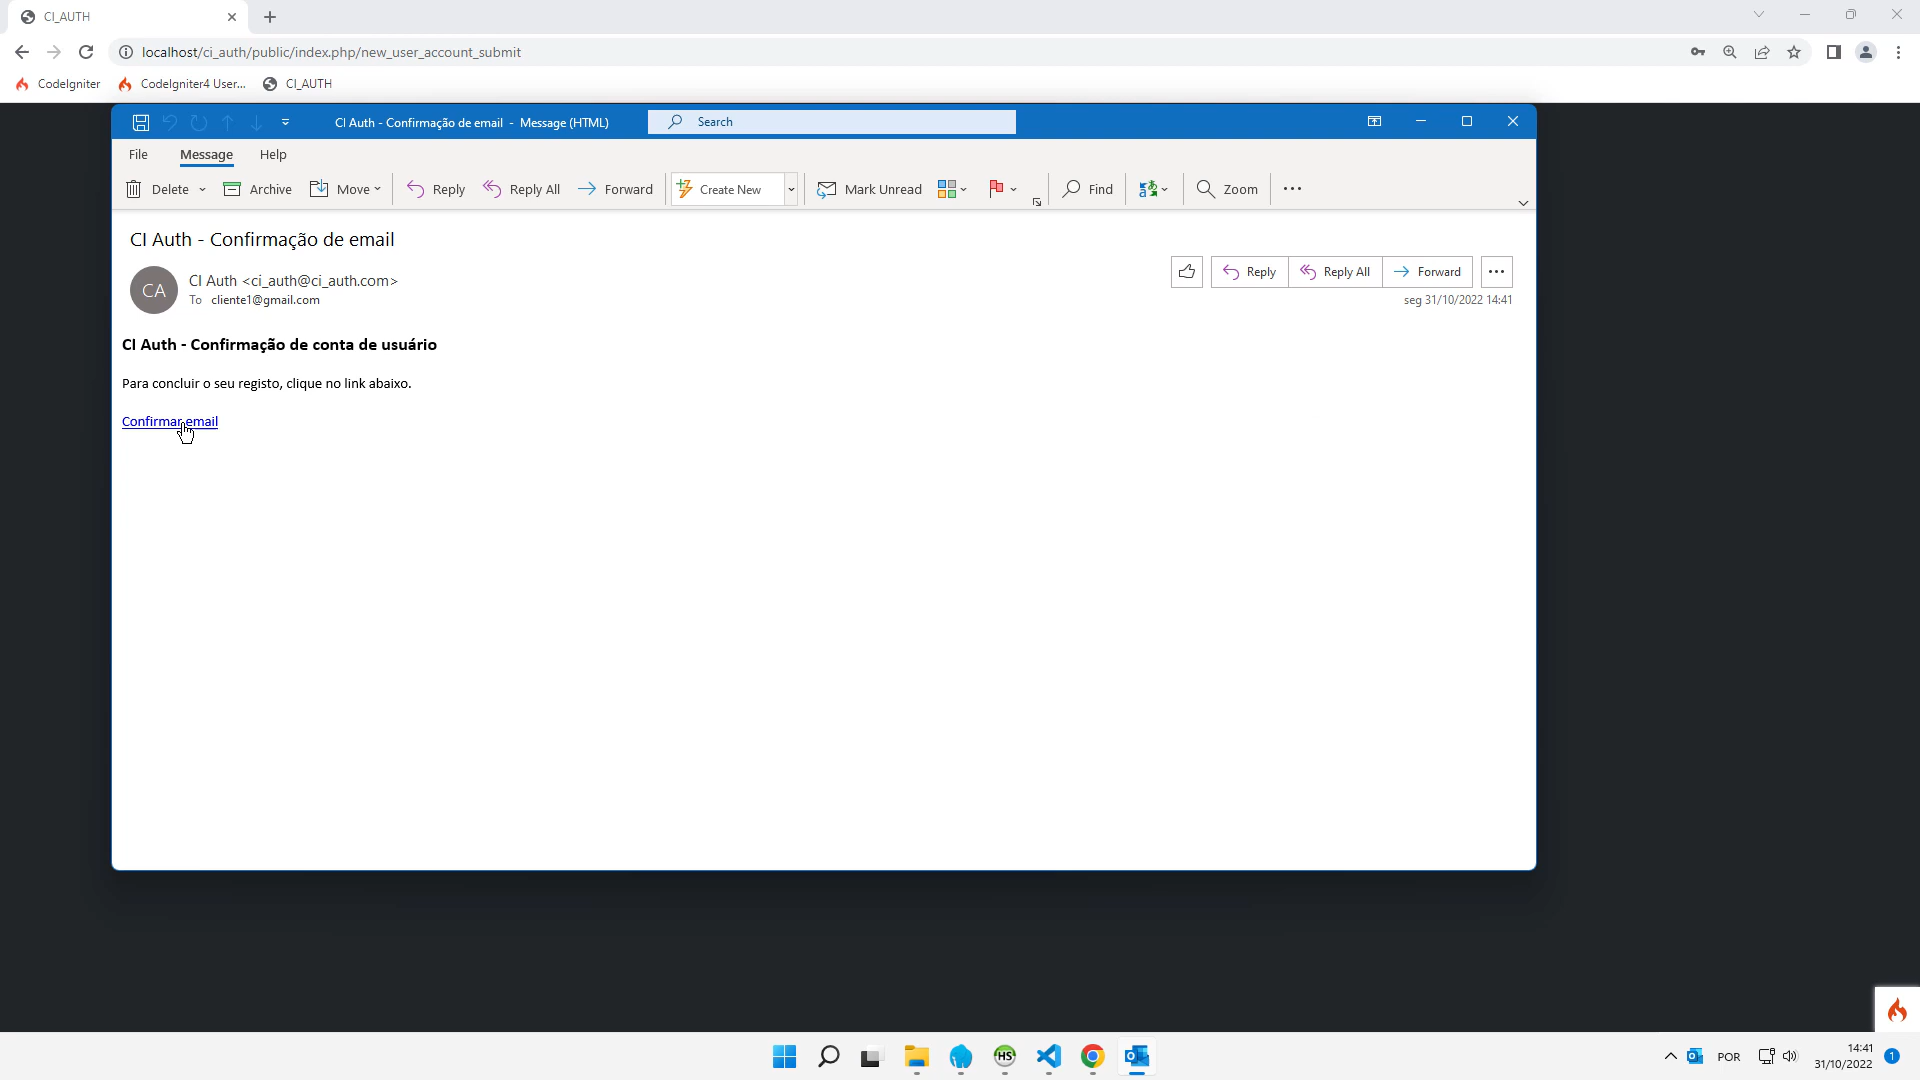 CI_AUTH
localhost/ci_auth/public/index.php/new_user_account_submit
CodeIgniter
CodeIgniter4 User...
CI_AUTH
CI Auth - Confirmação de email - Message (HTML)
Search
File
Message
Help
Delete
Archive
Move
Reply
Reply All
Forward
Create New
Mark Unread
Find
Zoom
CI Auth - Confirmação de email
CA
CI Auth <ci_auth@ci_auth.com>
To cliente1@gmail.com
Reply
Reply All
Forward
seg 31/10/2022 14:41
CI Auth - Confirmação de conta de usuário
Para concluir o seu registo, clique no link abaixo.
Confirmar email
HS
POR
14:41
31/10/2022
1